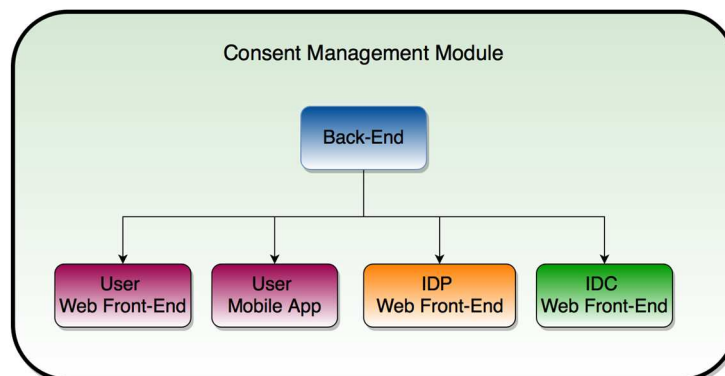 Consent Management Module
Back-End
User
Web Front-End
User
Mobile App
IDP
Web Front-End
IDC
Web Front-End